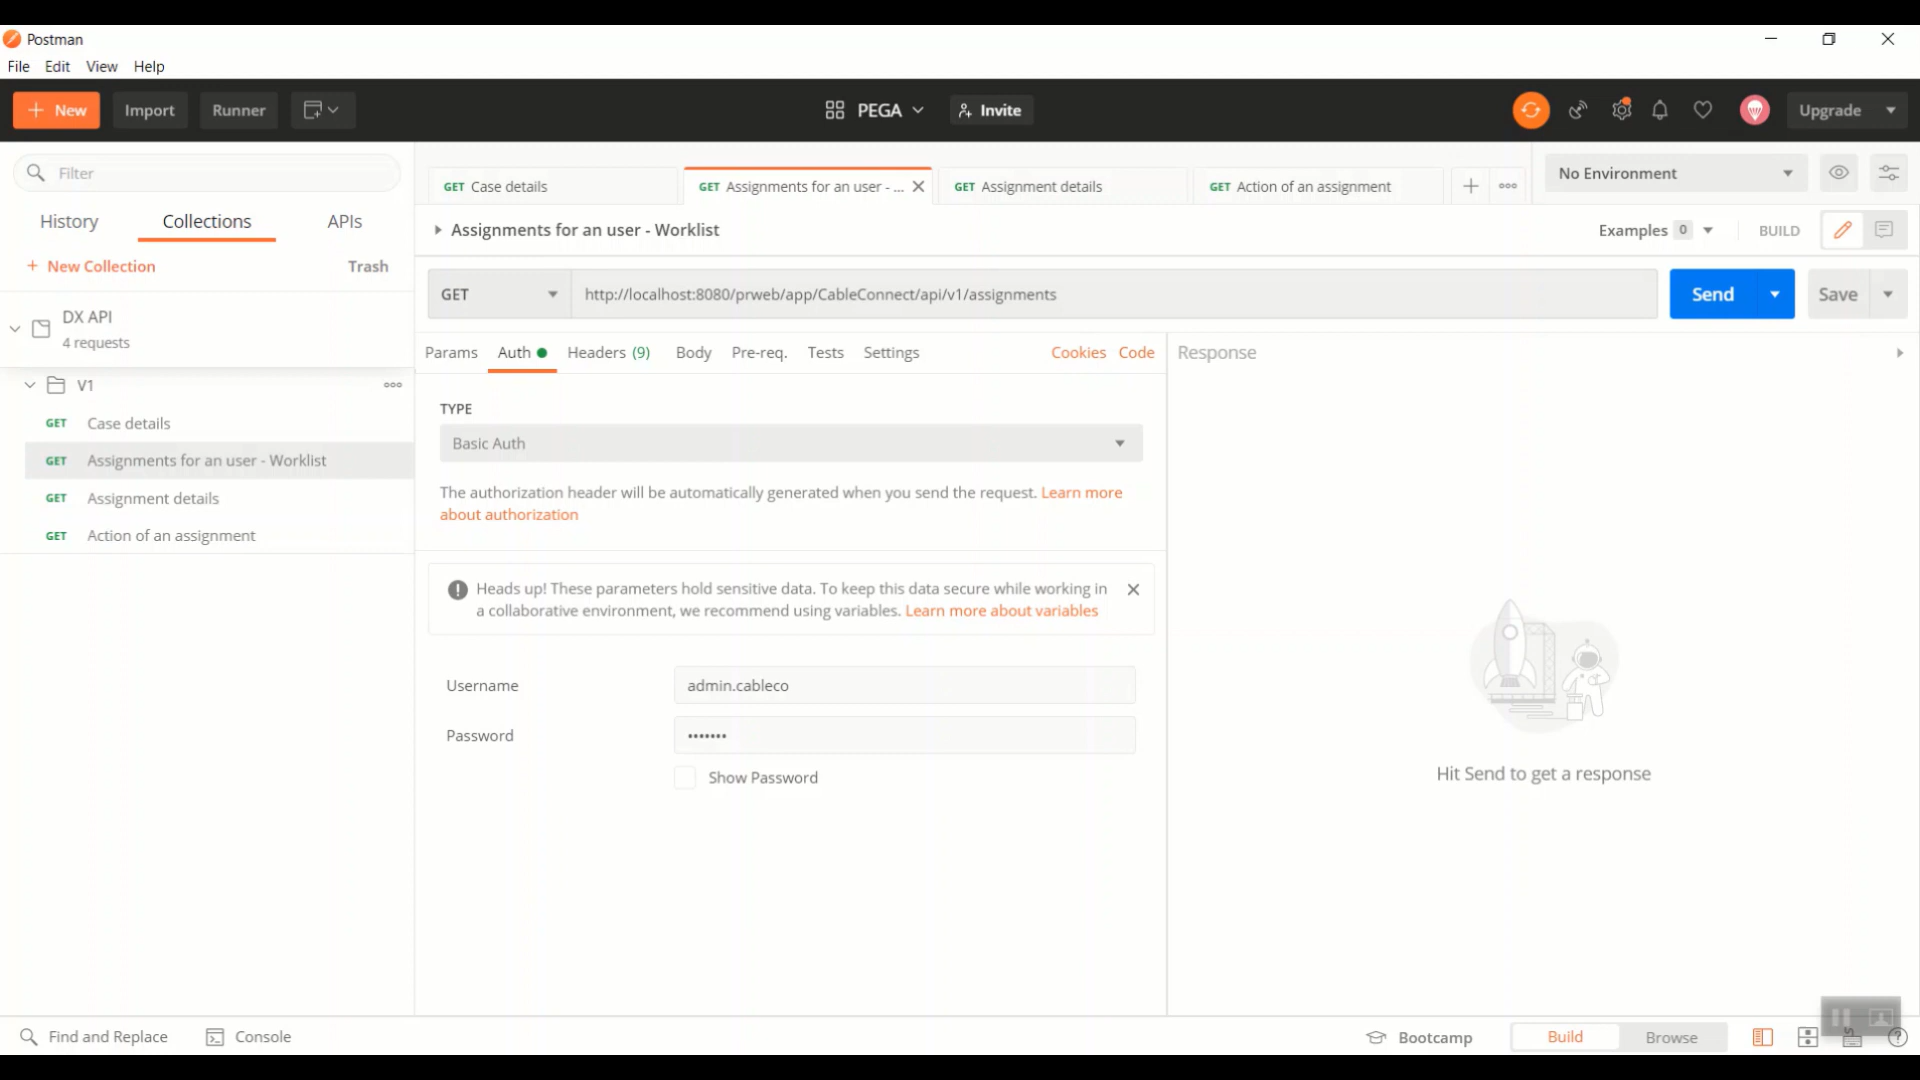 Postman
File Edit View Help
+ New Import Runner PEGA Invite Upgrade
Filter
History Collections APIs
+ New Collection Trash
DX API
4 requests
V1
GET Case details
GET Assignments for an user - Worklist
GET Assignment details
GET Action of an assignment
GET Case details GET Assignments for an user - ... GET Assignment details GET Action of an assignment
No Environment
Assignments for an user - Worklist
Examples 0 BUILD
GET http://localhost:8080/prweb/app/CableConnect/api/v1/assignments Send Save
Params Auth Headers (9) Body Pre-req. Tests Settings Cookies Code
Response
TYPE
Basic Auth
The authorization header will be automatically generated when you send the request. Learn more
about authorization
Heads up! These parameters hold sensitive data. To keep this data secure while working in
a collaborative environment, we recommend using variables. Learn more about variables
Username admin.cableco
Password •••••••
Show Password
Hit Send to get a response
Find and Replace Console Bootcamp Build Browse